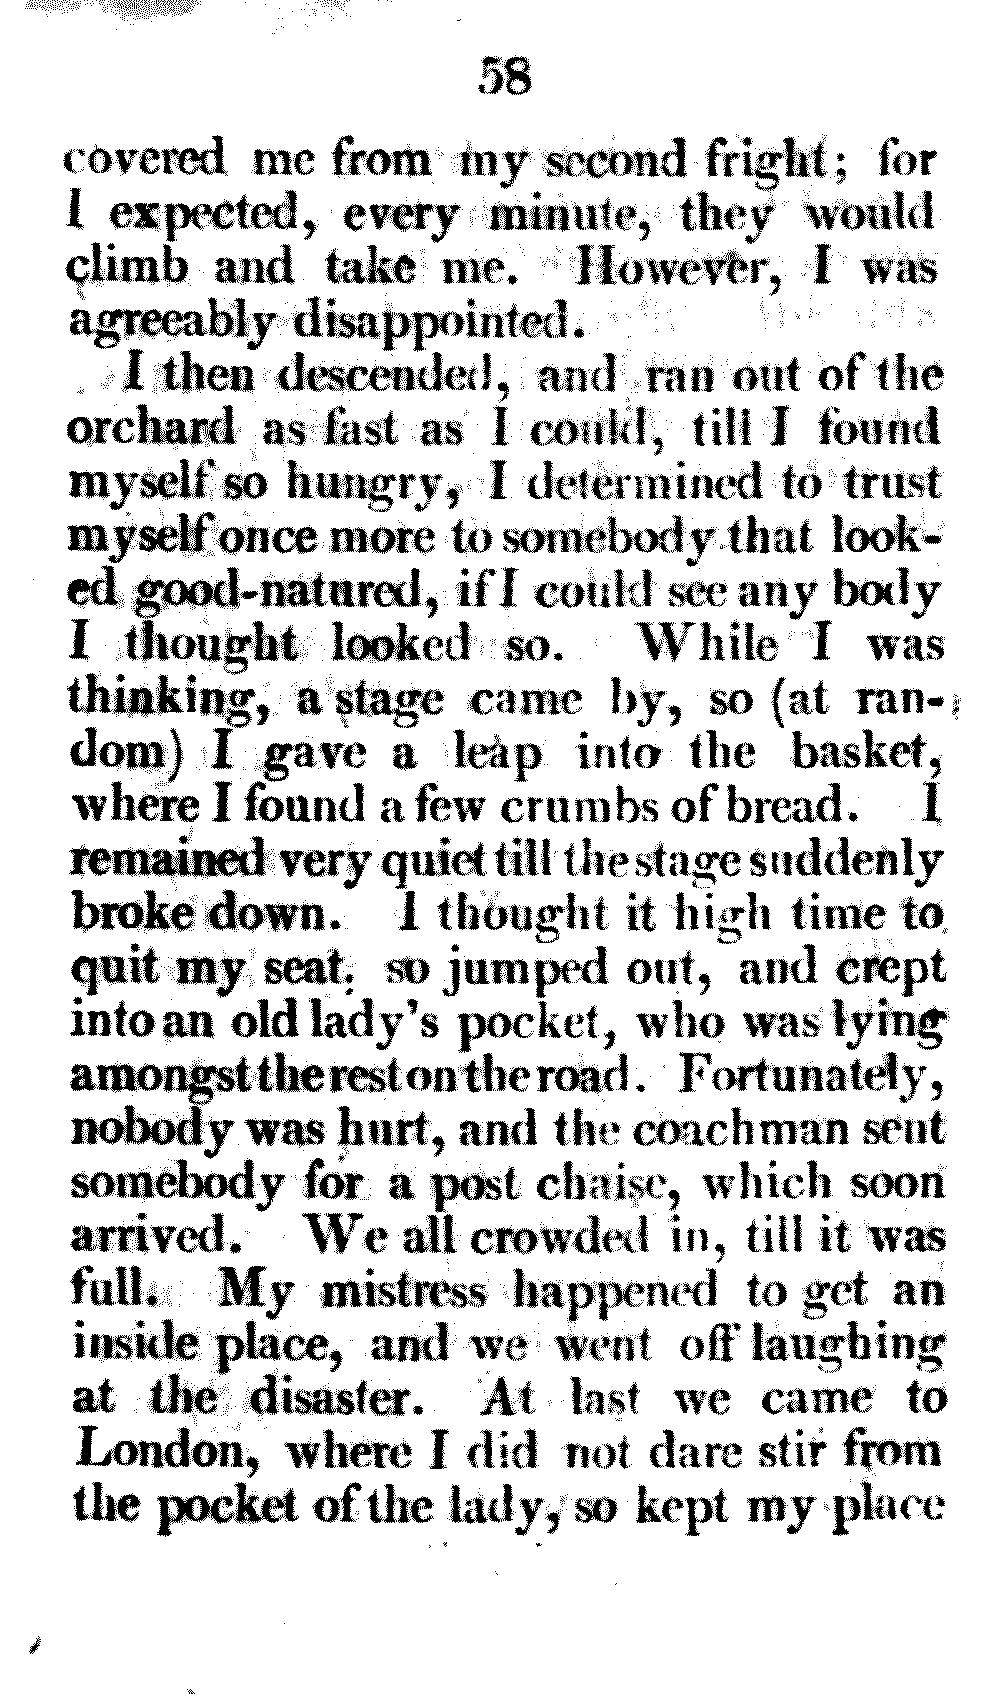 58
covered me from my second fright; for
I expected, every minute, they would
climb and take me. However, I was
agreeably disappointed.
I then descended, and ran out of the
orchard as fast as I could, till I found
myself so hungry, I determined to trust
myself once more to somebody that look-
ed good-natured, if I could see any body
I thought looked so. While I was
thinking, a stage came by, so (at ran-
dom) I gave a leap into the basket,
where I found a few crumbs of bread. I
remained very quiet till the stage suddenly
broke down. I thought it high time to
quit my seat; so jumped out, and crept
into an old lady's pocket, who was lying
amongst the rest on the road. Fortunately,
nobody was hurt, and the coachman sent
somebody for a post chaise, which soon
arrived. We all crowded in, till it was
full. My mistress happened to get an
inside place, and we went off laughing
at the disaster. At last we came to
London, where I did not dare stir from
the pocket of the lady, so kept my place